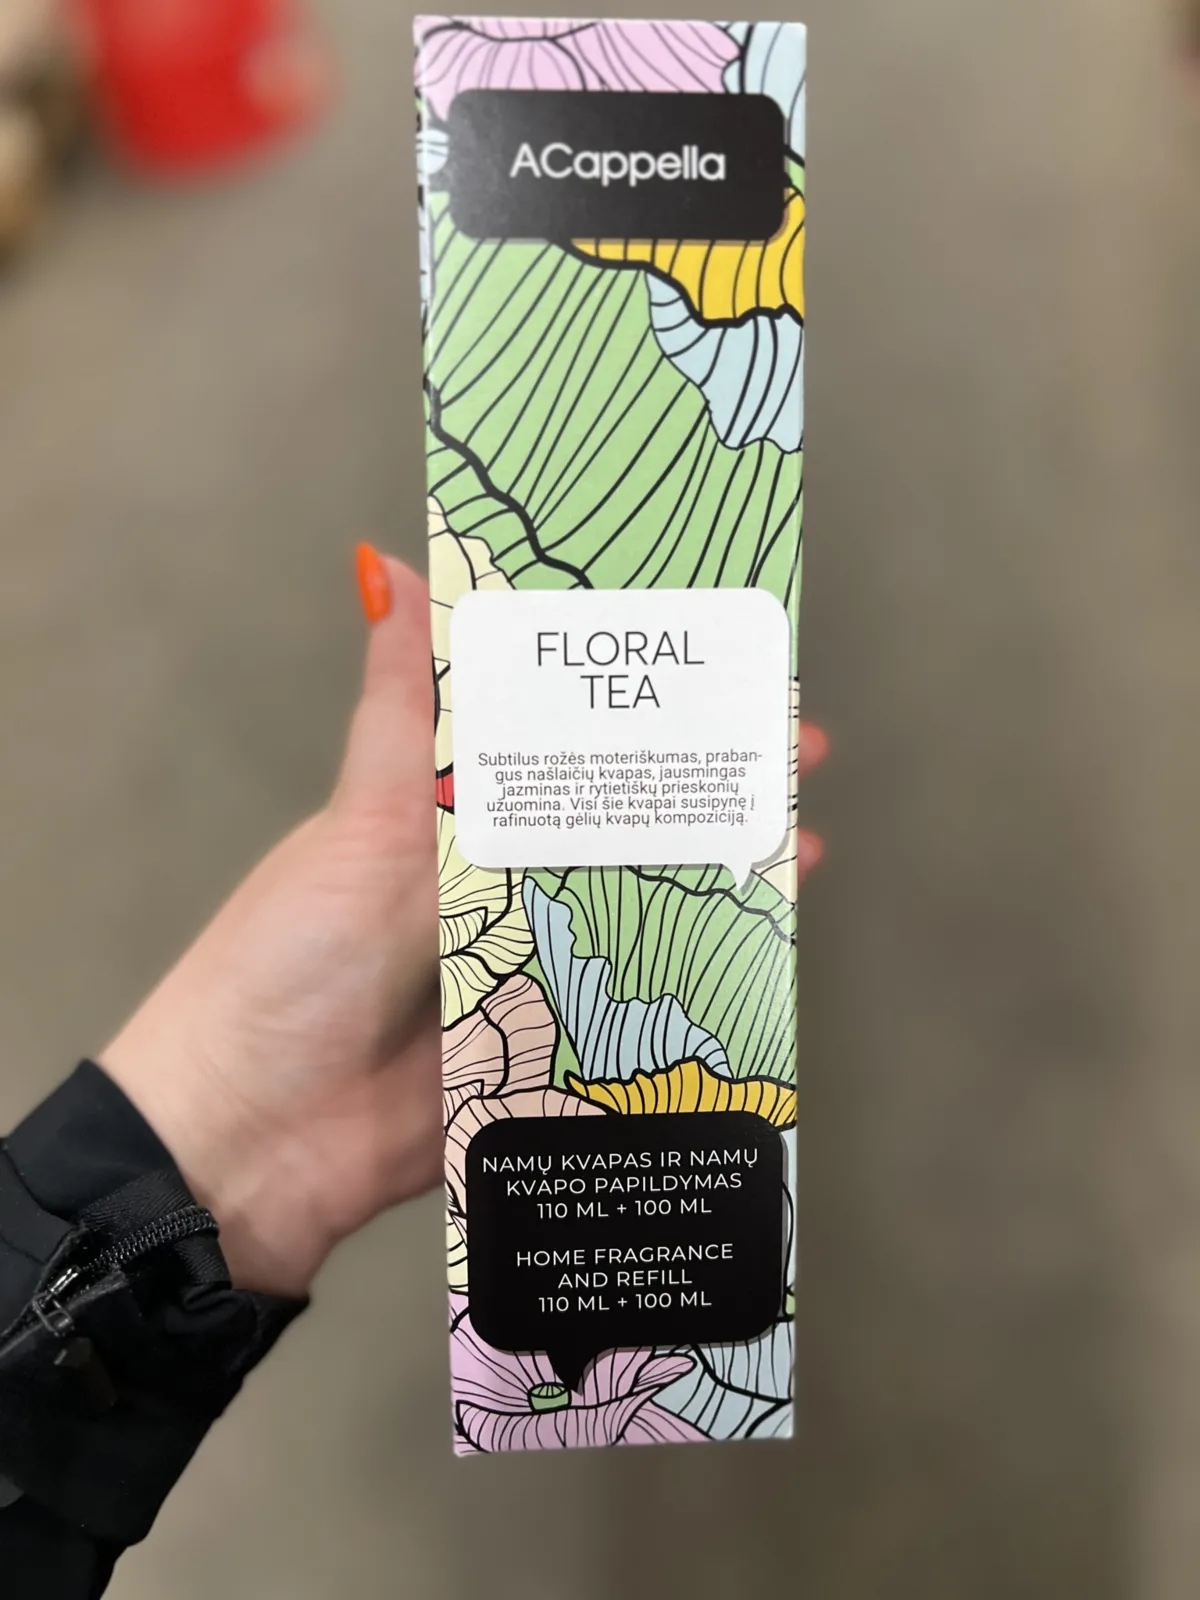 ACappella
FLORAL
TEA
Subtilus rožės moteriškumas, praban-
gus našlaičių kvapas, jausmingas
jazminas ir rytietiškų prieskonių
užuomina. Visi šie kvapai susipynę į
rafinuotą gėlių kvapų kompoziciją.
NAMŲ KVAPAS IR NAMŲ
KVAPO PAPILDYMAS
110 ML + 100 ML
HOME FRAGRANCE
AND REFILL
110 ML + 100 ML